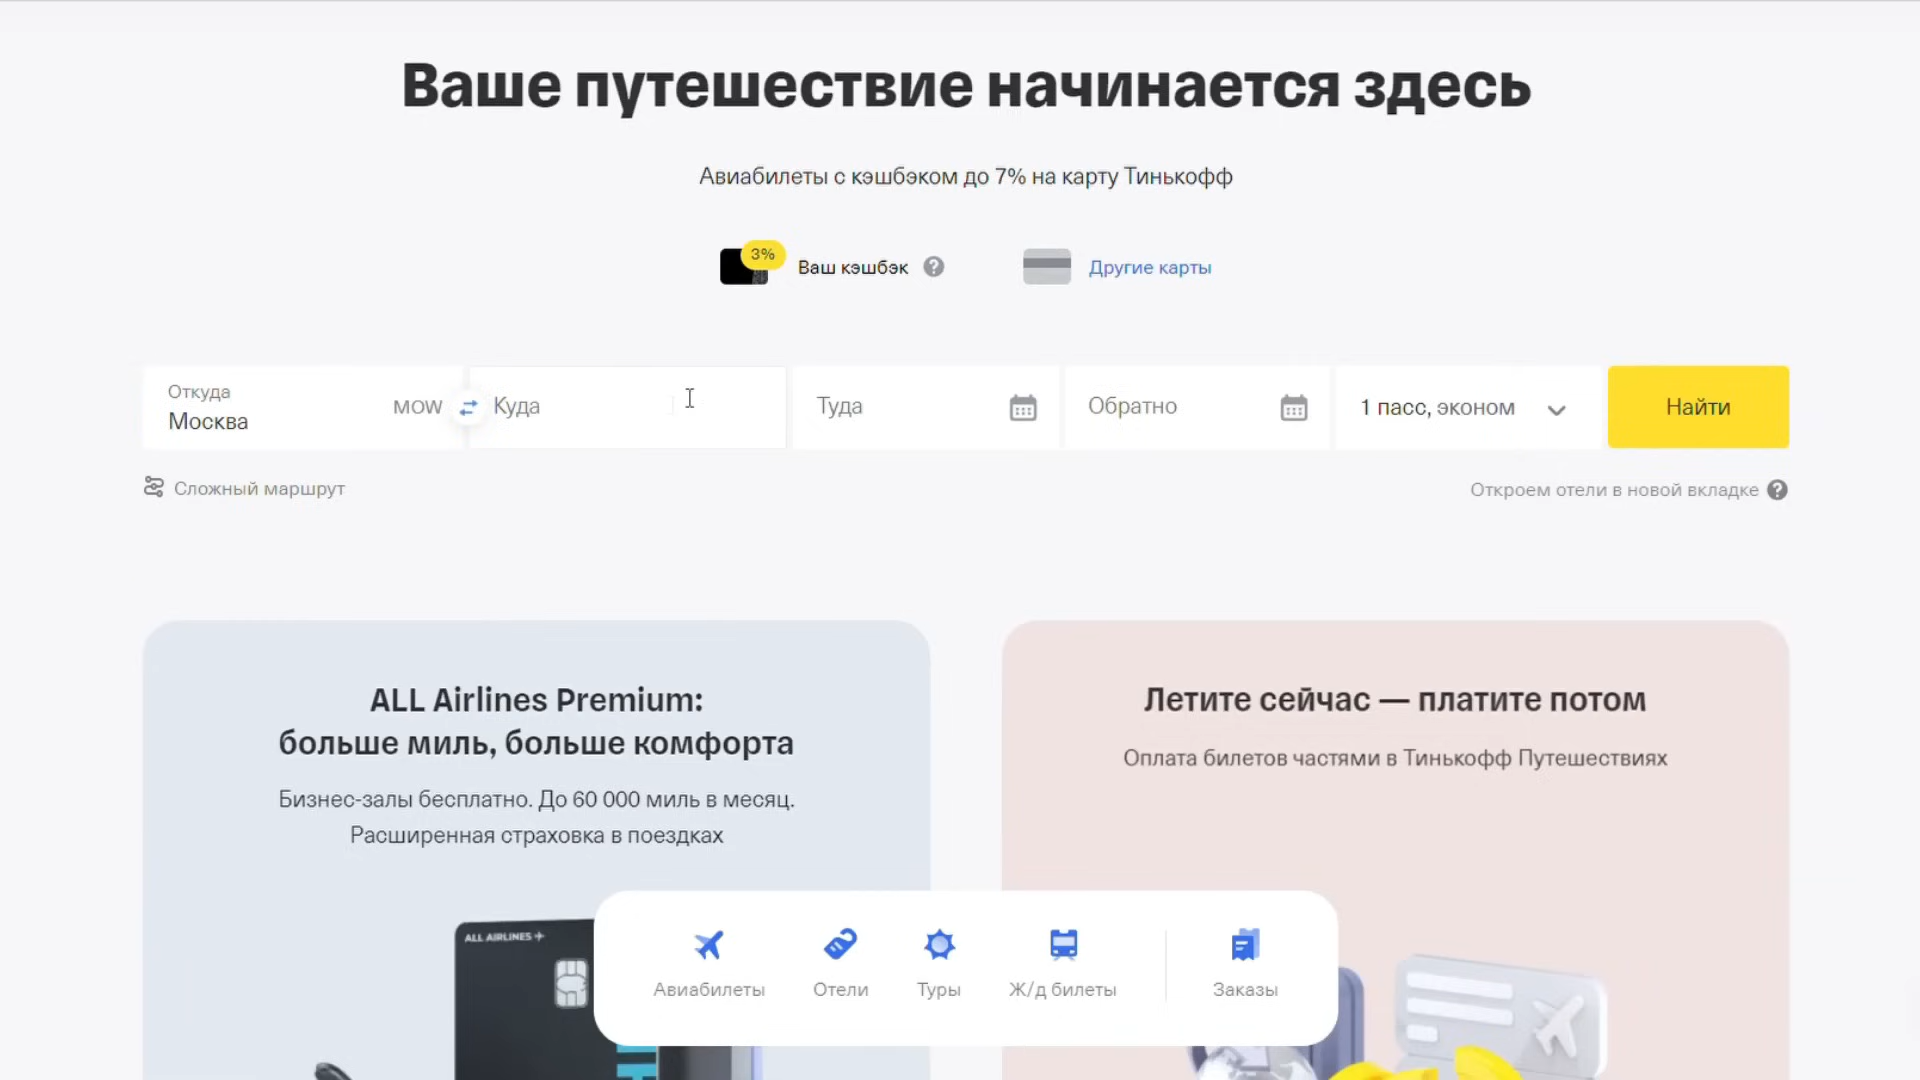 Ваше путешествие начинается здесь
Авиабилеты с кэшбэком до 7% на карту Тинькофф
3%
Ваш кэшбэк
Другие карты
Откуда
Москва
MOW
Куда
Туда
Обратно
1 пасс, эконом
Найти
Сложный маршрут
Откроем отели в новой вкладке
ALL Airlines Premium:
больше миль, больше комфорта
Бизнес-залы бесплатно. До 60 000 миль в месяц.
Расширенная страховка в поездках
Летите сейчас — платите потом
Оплата билетов частями в Тинькофф Путешествиях
ALL AIRLINES
Авиабилеты
Отели
Туры
Ж/д билеты
Заказы